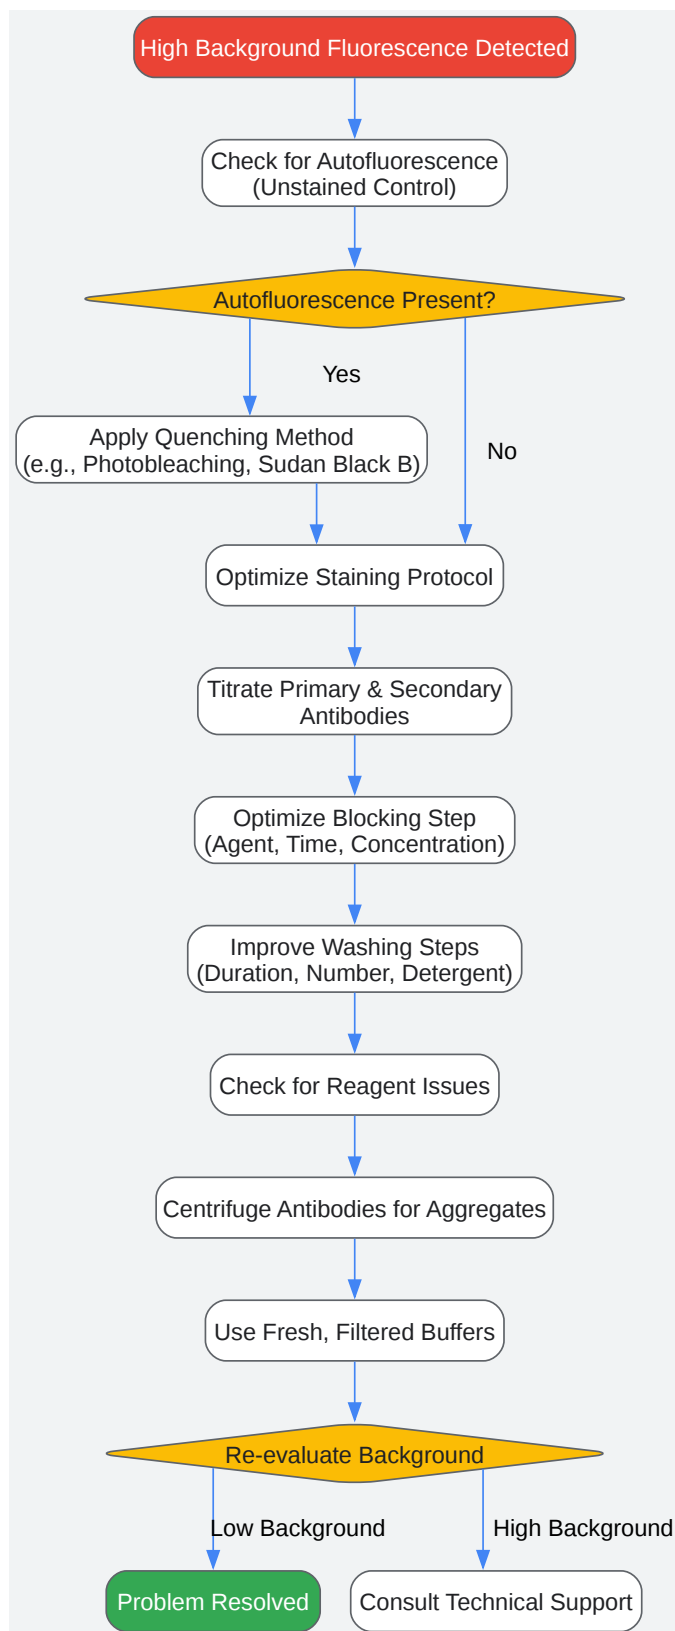 High Background Fluorescence Detected
Check for Autofluorescence
(Unstained Control)
Autofluorescence Present?
Yes
Apply Quenching Method
(e.g., Photobleaching, Sudan Black B)
No
Optimize Staining Protocol
Titrate Primary & Secondary
Antibodies
Optimize Blocking Step
(Agent, Time, Concentration)
Improve Washing Steps
(Duration, Number, Detergent)
Check for Reagent Issues
Centrifuge Antibodies for Aggregates
Use Fresh, Filtered Buffers
Re-evaluate Background
Low Background
High Background
Problem Resolved
Consult Technical Support